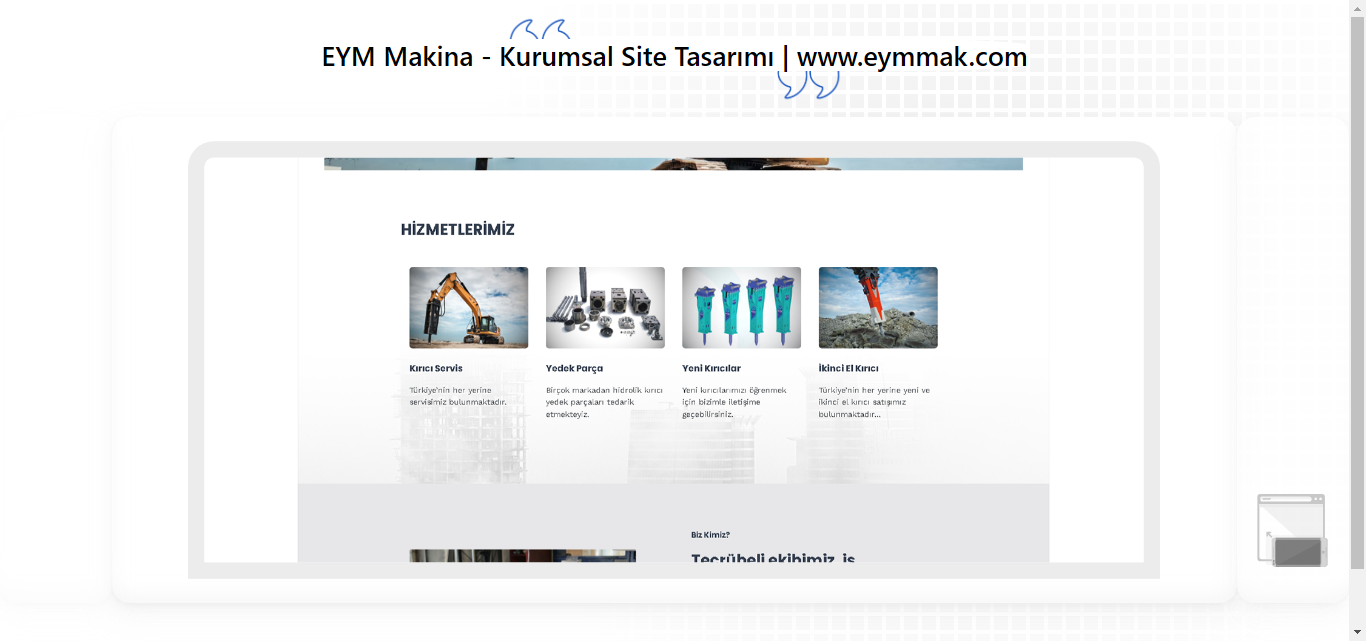 EYM Makina - Kurumsal Site Tasarımı | www.eymmak.com
HİZMETLERİMİZ
Kırıcı Servis
Türkiye'nin her yerine
servisimiz bulunmaktadır.
Yedek Parça
Birçok markadan hidrolik kırıcı
yedek parçaları tedarik
etmekteyiz.
Yeni Kırıcılar
Yeni kırıcılarımızı öğrenmek
için bizimle iletişime
geçebilirsiniz.
İkinci El Kırıcı
Türkiye'nin her yerine yeni ve
ikinci el kırıcı satışımız
bulunmaktadır...
Biz Kimiz?
Tecrübeli ekibimiz, iş